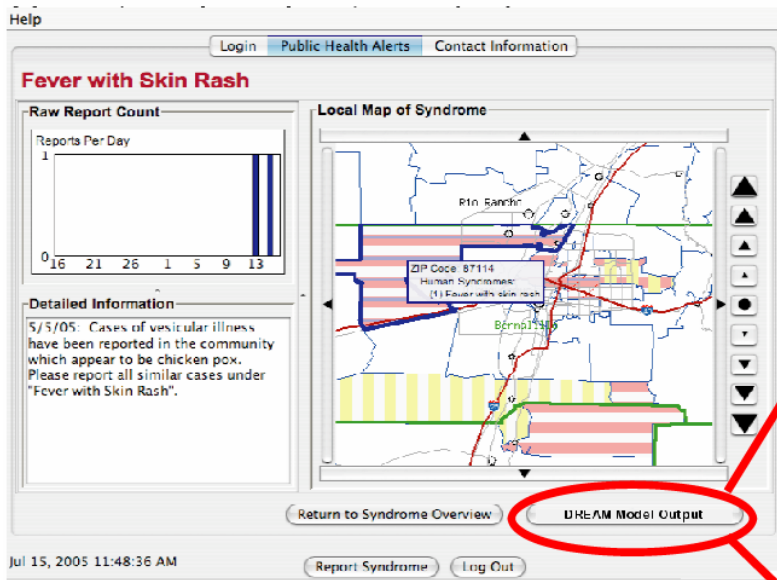 Help
Login Public Health Alerts Contact Information
Fever with Skin Rash
Raw Report Count
Reports Per Day
1
0
16 21 26 1 5 9 13
Local Map of Syndrome
Rio Rancho
ZIP Code: 87114
Human Syndromes:
(1) Fever with skin rash
Detailed Information
5/5/05: Cases of vesicular illness
have been reported in the community
which appear to be chicken pox.
Please report all similar cases under
"Fever with Skin Rash".
Return to Syndrome Overview DREAM Model Output
Jul 15, 2005 11:48:36 AM
Report Syndrome Log Out